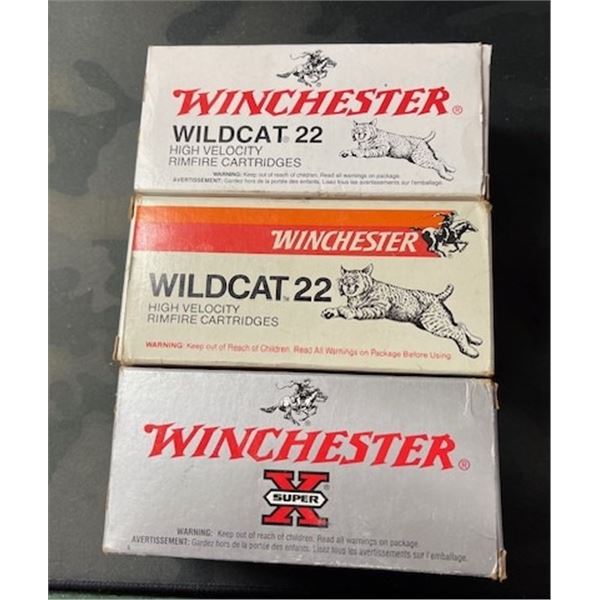 WINCHESTER®
WILDCAT® 22
HIGH VELOCITY
RIMFIRE CARTRIDGES
WARNING: Keep out of reach of children. Read all warnings on package.
AVERTISSEMENT: Gardez hors de la portée des enfants. Lisez tous les avertissements sur l'emballage.
WINCHESTER
WILDCAT™ 22
HIGH VELOCITY
RIMFIRE CARTRIDGES
WARNING: Keep out of Reach of Children. Read All Warnings on Package Before Using
WINCHESTER®
SUPER X®
WARNING: Keep out of reach of children. Read all warnings on package.
AVERTISSEMENT: Gardez hors de la portée des enfants. Lisez tous les avertissements sur l'emballage.